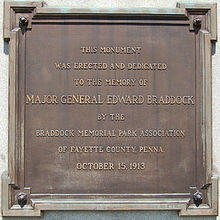 THIS MONUMENT
WAS ERECTED AND DEDICATED
TO THE MEMORY OF
MAJOR GENERAL EDWARD BRADDOCK
BY THE
BRADDOCK MEMORIAL PARK ASSOCIATION
OF FAYETTE COUNTY, PENNA.
OCTOBER 15, 1913